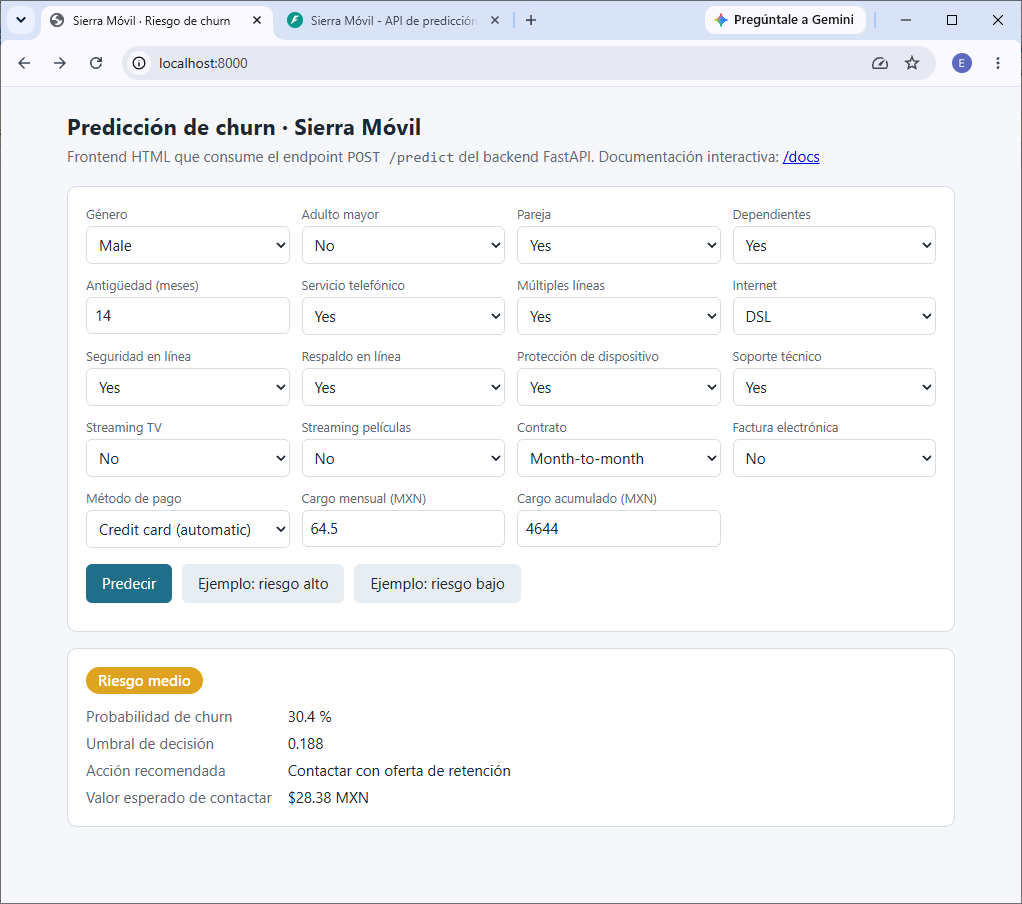 Sierra Móvil · Riesgo de churn
Sierra Móvil - API de predicción
Pregúntale a Gemini
localhost:8000
E
Predicción de churn · Sierra Móvil
Frontend HTML que consume el endpoint POST /predict del backend FastAPI. Documentación interactiva: /docs
Género Adulto mayor Pareja Dependientes
Male No Yes Yes
Antigüedad (meses) Servicio telefónico Múltiples líneas Internet
14 Yes Yes DSL
Seguridad en línea Respaldo en línea Protección de dispositivo Soporte técnico
Yes Yes Yes Yes
Streaming TV Streaming películas Contrato Factura electrónica
No No Month-to-month No
Método de pago Cargo mensual (MXN) Cargo acumulado (MXN)
Credit card (automatic) 64.5 4644
Predecir Ejemplo: riesgo alto Ejemplo: riesgo bajo
Riesgo medio
Probabilidad de churn 30.4 %
Umbral de decisión 0.188
Acción recomendada Contactar con oferta de retención
Valor esperado de contactar $28.38 MXN